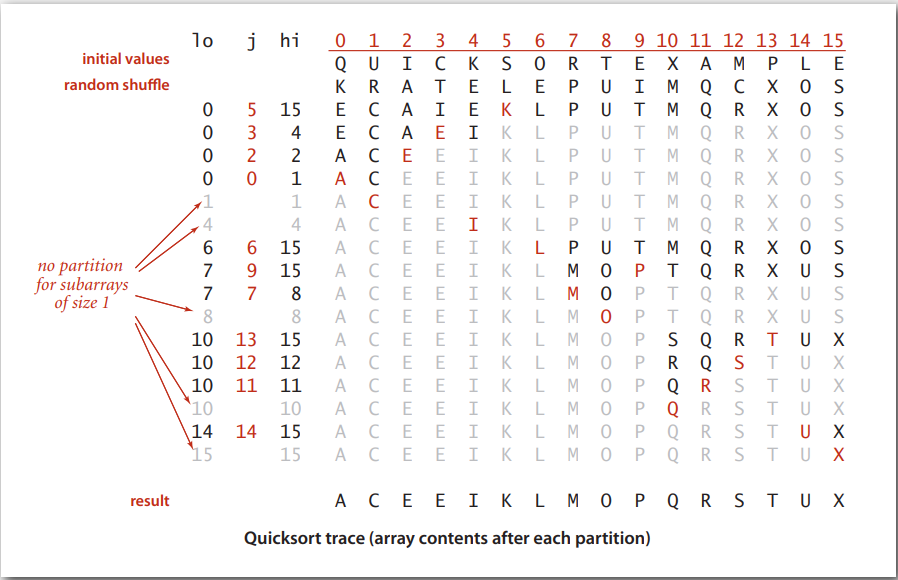 lo j hi 0 1 2 3 4 5 6 7 8 9 10 11 12 13 14 15
initial values Q U I C K S O R T E X A M P L E
random shuffle K R A T E L E P U I M Q C X O S
0 5 15 E C A I E K L P U T M Q R X O S
0 3 4 E C A E I K L P U T M Q R X O S
0 2 2 A C E E I K L P U T M Q R X O S
0 0 1 A C E E I K L P U T M Q R X O S
1 1 A C E E I K L P U T M Q R X O S
4 4 A C E E I K L P U T M Q R X O S
6 6 15 A C E E I K L P U T M Q R X O S
no partition
for subarrays
of size 1
7 9 15 A C E E I K L M O P T Q R X U S
7 7 8 A C E E I K L M O P T Q R X U S
8 8 A C E E I K L M O P T Q R X U S
10 13 15 A C E E I K L M O P S Q R T U X
10 12 12 A C E E I K L M O P R Q S T U X
10 11 11 A C E E I K L M O P Q R S T U X
10 10 A C E E I K L M O P Q R S T U X
14 14 15 A C E E I K L M O P Q R S T U X
15 15 A C E E I K L M O P Q R S T U X
result A C E E I K L M O P Q R S T U X
Quicksort trace (array contents after each partition)